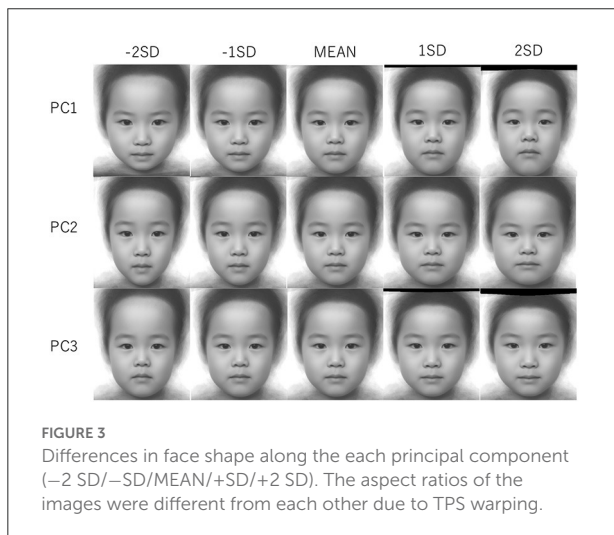 -2SD -1SD MEAN 1SD 2SD
PC1
PC2
PC3
FIGURE 3
Differences in face shape along the each principal component
(−2 SD/−SD/MEAN/+SD/+2 SD). The aspect ratios of the
images were different from each other due to TPS warping.